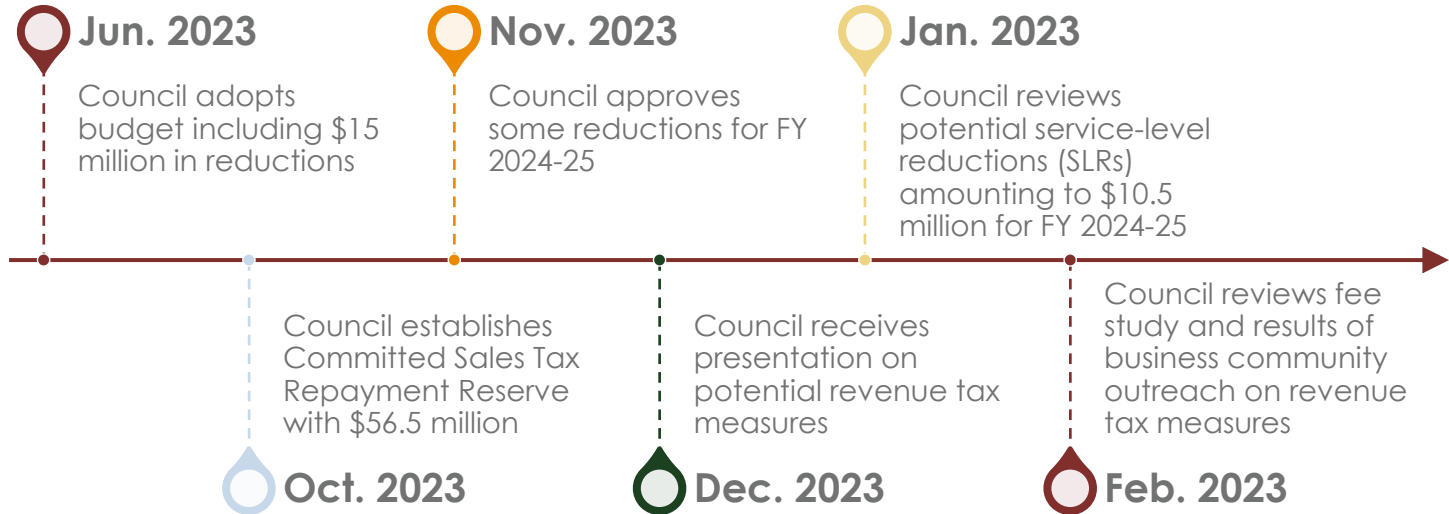 Jun. 2023
Council adopts
budget including $15
million in reductions
Oct. 2023
Council establishes
Committed Sales Tax
Repayment Reserve
with $56.5 million
Nov. 2023
Council approves
some reductions for FY
2024-25
Dec. 2023
Council receives
presentation on
potential revenue tax
measures
Jan. 2023
Council reviews
potential service-level
reductions (SLRs)
amounting to $10.5
million for FY 2024-25
Feb. 2023
Council reviews fee
study and results of
business community
outreach on revenue
tax measures